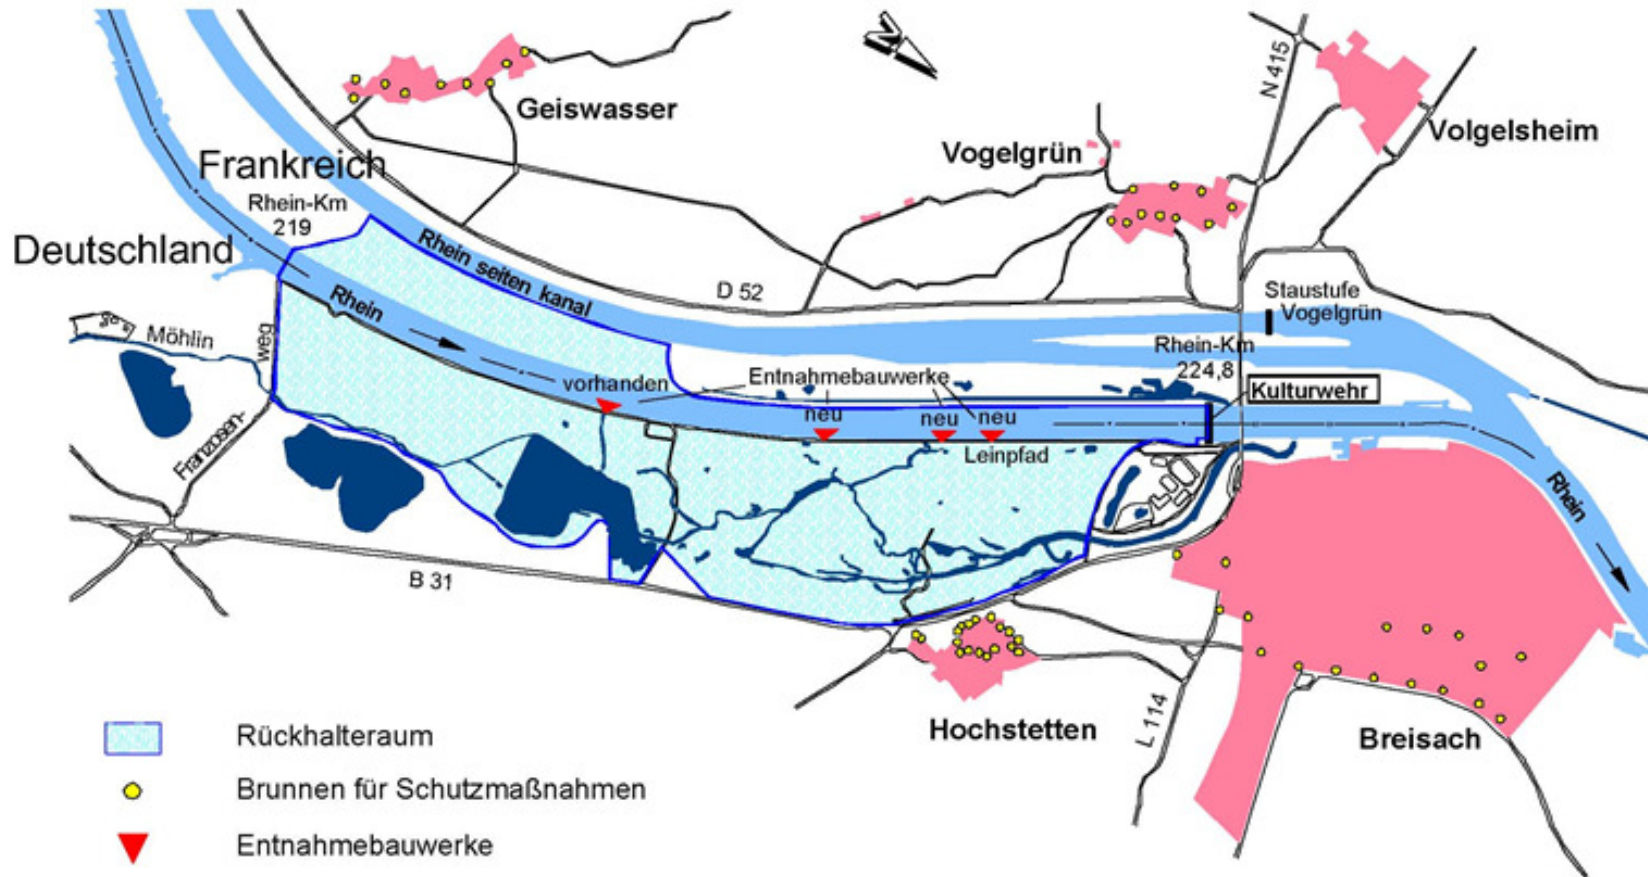 N
N 415
Geiswasser
Volgelsheim
Vogelgrün
Frankreich
Rhein-Km
219
Deutschland
Rhein seiten kanal
D 52
Staustufe
Vogelgrün
Rhein
Möhlin
weg
Franzosen-
Rhein-Km
224,8
vorhanden
Entnahmebauwerke
neu
neu
neu
Kulturwehr
Leinpfad
Rhein
B 31
Hochstetten
L 114
Breisach
Rückhalteraum
Brunnen für Schutzmaßnahmen
Entnahmebauwerke